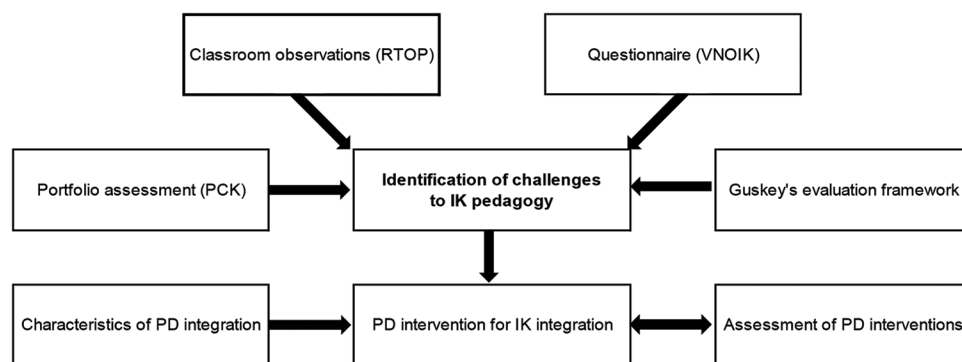 Classroom observations (RTOP)
Questionnaire (VNOIK)
Portfolio assessment (PCK)
Identification of challenges
to IK pedagogy
Guskey's evaluation framework
Characteristics of PD integration
PD intervention for IK integration
Assessment of PD interventions